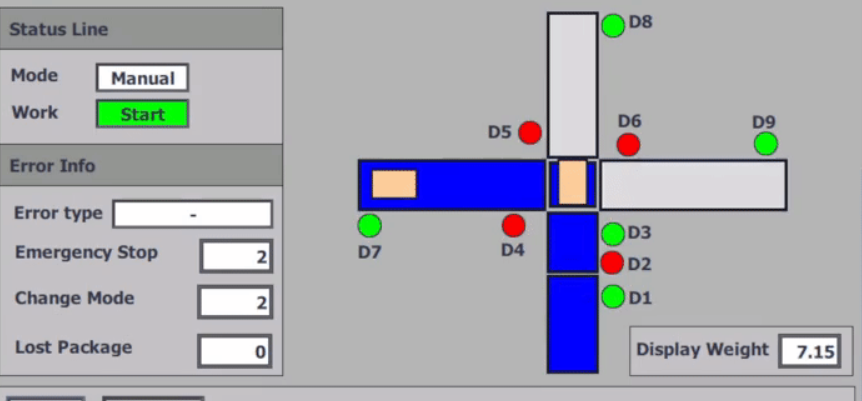 Status Line
Mode Manual
Work Start
Error Info
Error type -
Emergency Stop 2
Change Mode 2
Lost Package 0
D8
D5
D6
D9
D7
D4
D3
D2
D1
Display Weight 7.15